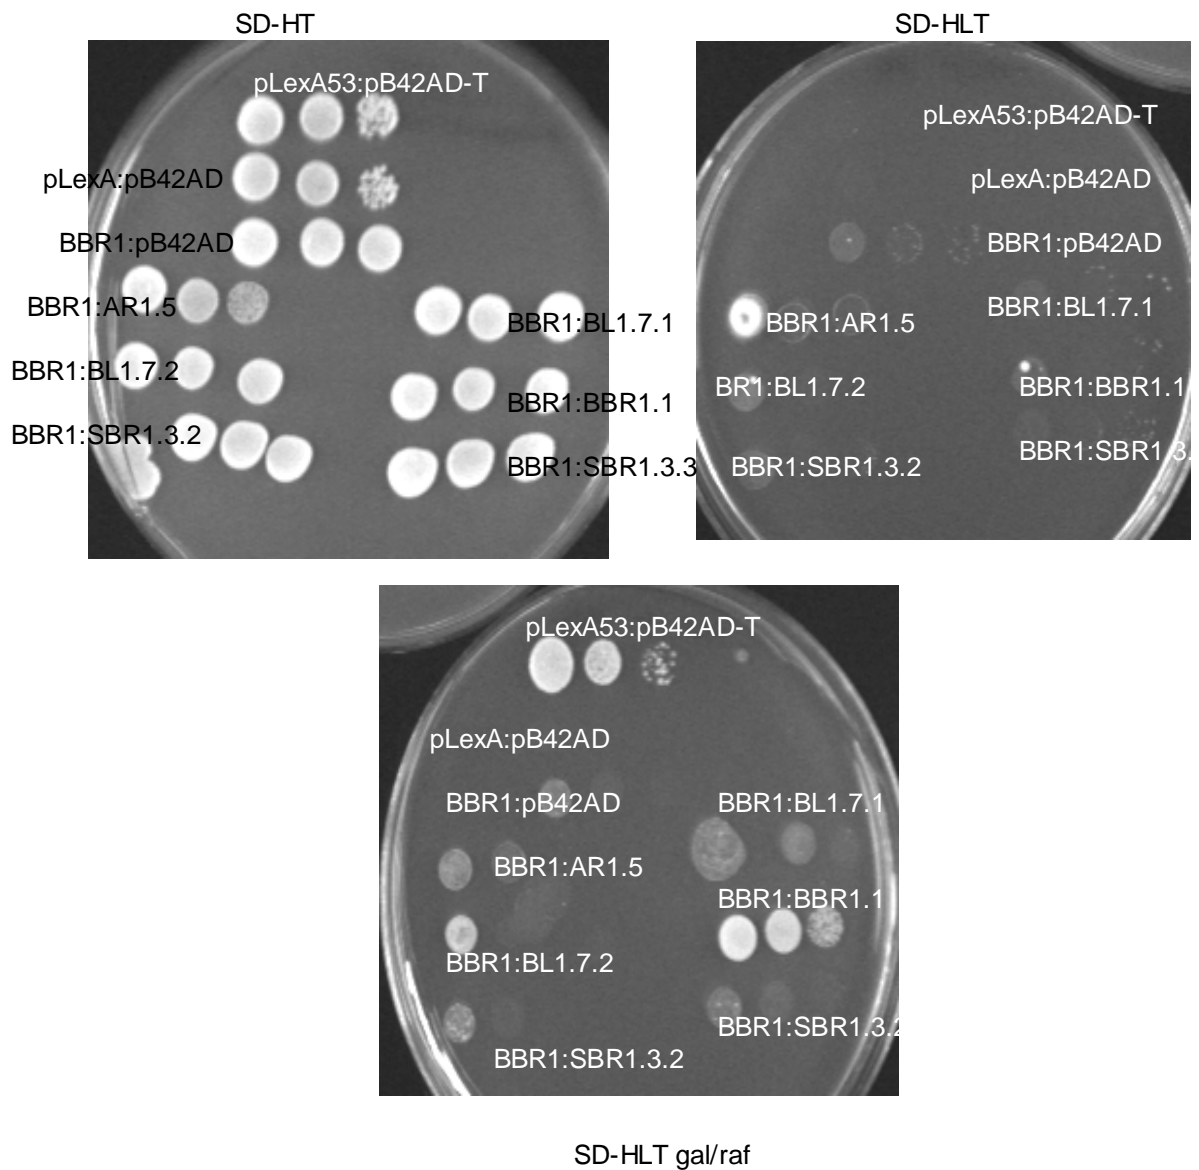 SD-HT
pLexA53:pB42AD-T
pLexA:pB42AD
BBR1:pB42AD
BBR1:AR1.5
BBR1:BL1.7.1
BBR1:BL1.7.2
BBR1:BBR1.1
BBR1:SBR1.3.2
BBR1:SBR1.3.3
SD-HLT
pLexA53:pB42AD-T
pLexA:pB42AD
BBR1:pB42AD
BBR1:BL1.7.1
BBR1:AR1.5
BR1:BL1.7.2
BBR1:BBR1.1
BBR1:SBR1.3.
BBR1:SBR1.3.2
pLexA53:pB42AD-T
pLexA:pB42AD
BBR1:pB42AD
BBR1:BL1.7.1
BBR1:AR1.5
BBR1:BBR1.1
BBR1:BL1.7.2
BBR1:SBR1.3.2
BBR1:SBR1.3.2
SD-HLT gal/raf